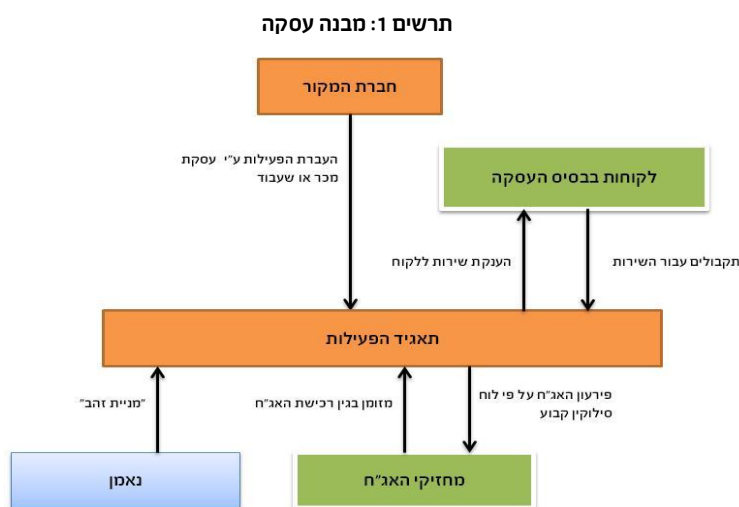 תרשים 1: מבנה עסקה
חברת המקור
העברת הפעילות ע"י עסקת
מכר או שעבוד
לקוחות בבסיס העסקה
תקבולים עבור השירות
הענקת שירות ללקוח
תאגיד הפעילות
פירעון האג"ח על פי לוח
סילוקין קבוע
מזומן בגין רכישת האג"ח
"מניית זהב"
מחזיקי האג"ח
נאמן